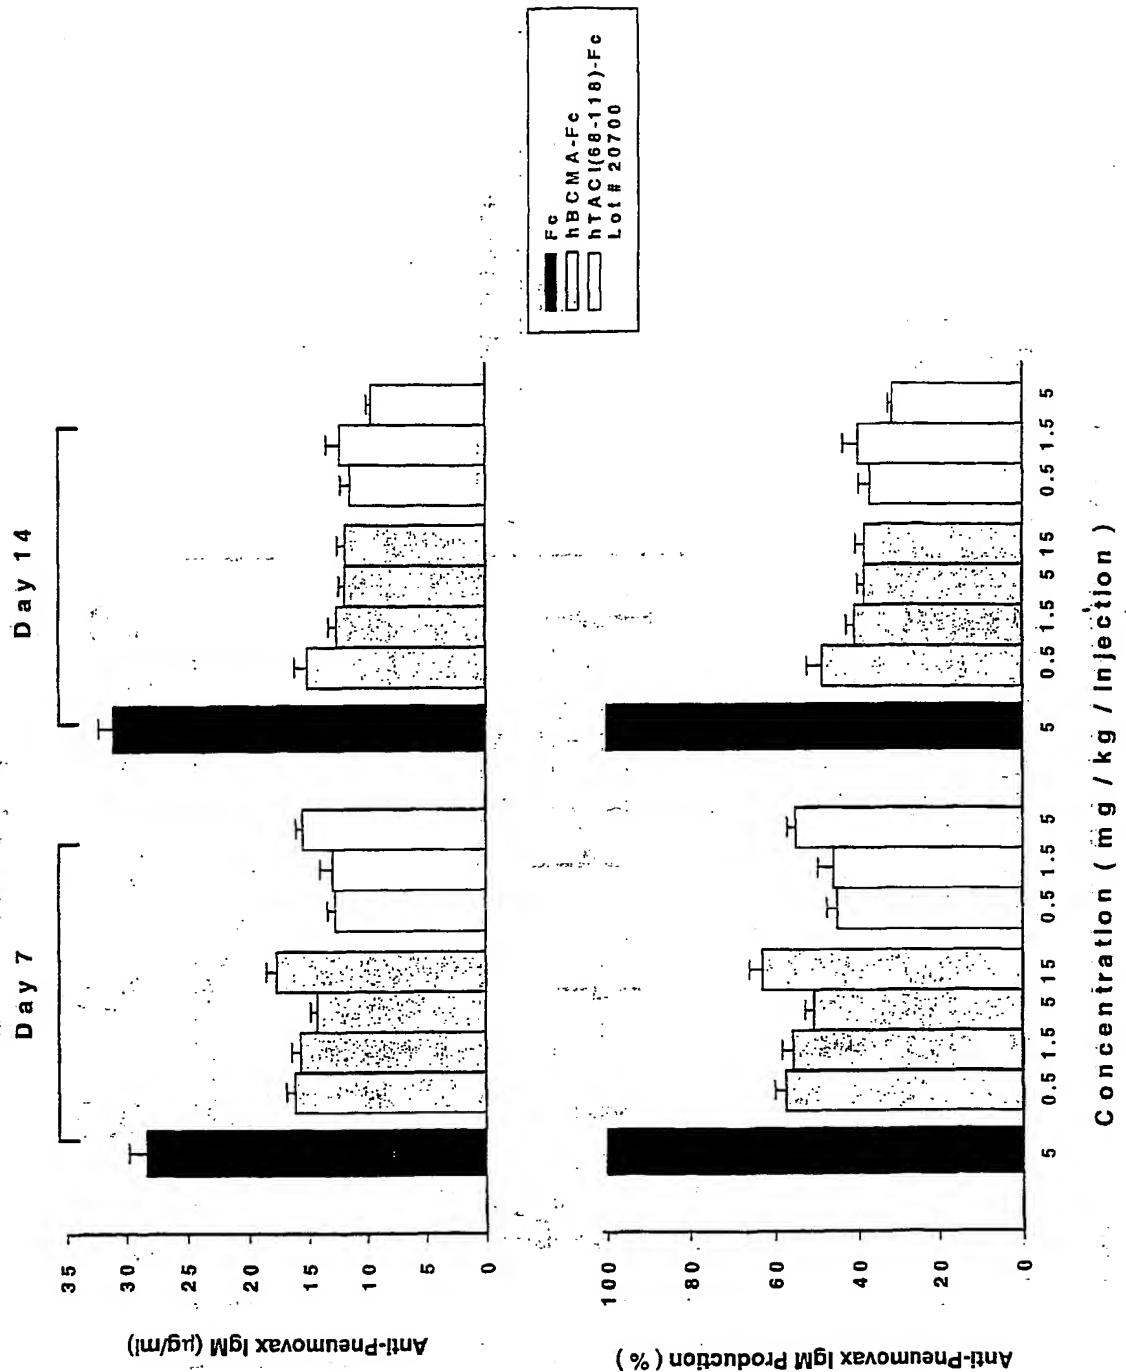 Day 7
Day 14
Anti-Pneumovax IgM (µg/ml)
35
30
25
20
15
10
5
0
Fc
hBCMA-Fc
hTACI(68-118)-Fc
Lot# 20700
Anti-Pneumovax IgM Production (%)
100
80
60
40
20
0
5 0.5 1.5 5 15 0.5 1.5 5 5 0.5 1.5 5 15 0.5 1.5 5
Concentration (mg/kg/injection)